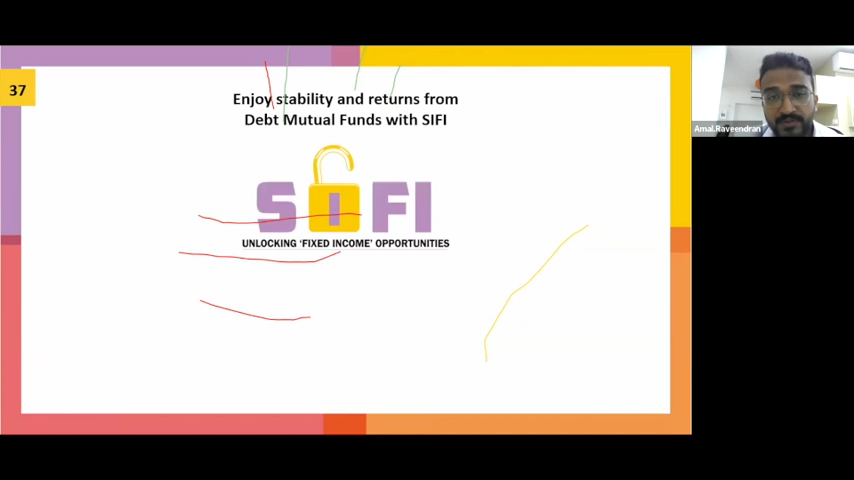 37
Enjoy stability and returns from
Debt Mutual Funds with SIFI
SIFI
UNLOCKING 'FIXED INCOME' OPPORTUNITIES
Amal.Raveendran